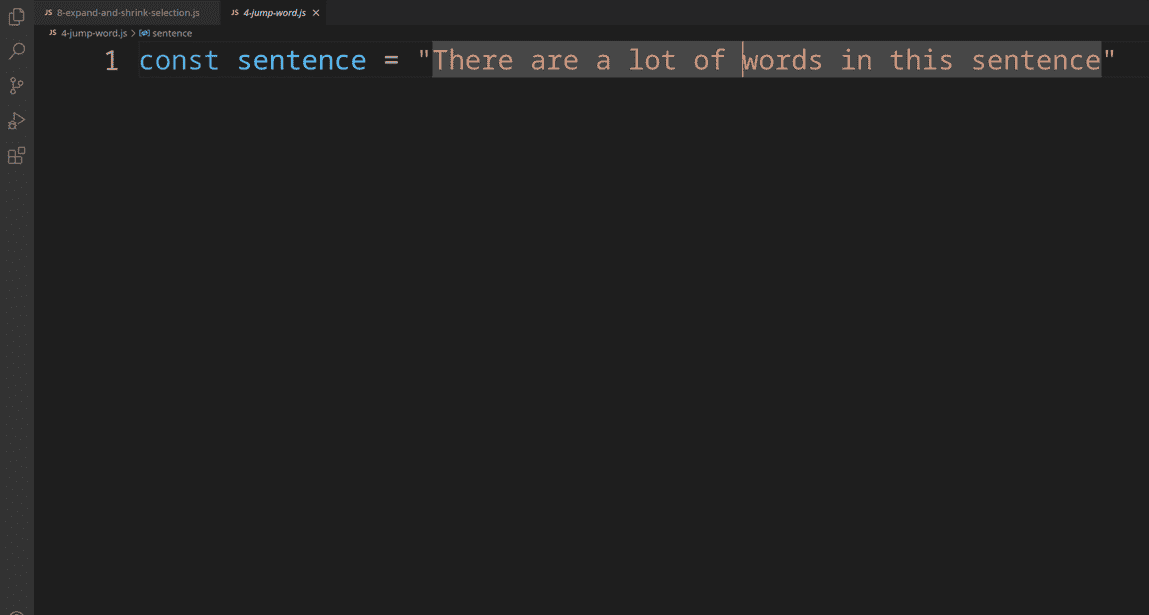 JS 8-expand-and-shrink-selection.js JS 4-jump-word.js
JS 4-jump-word.js > sentence
1 const sentence = "There are a lot of words in this sentence"